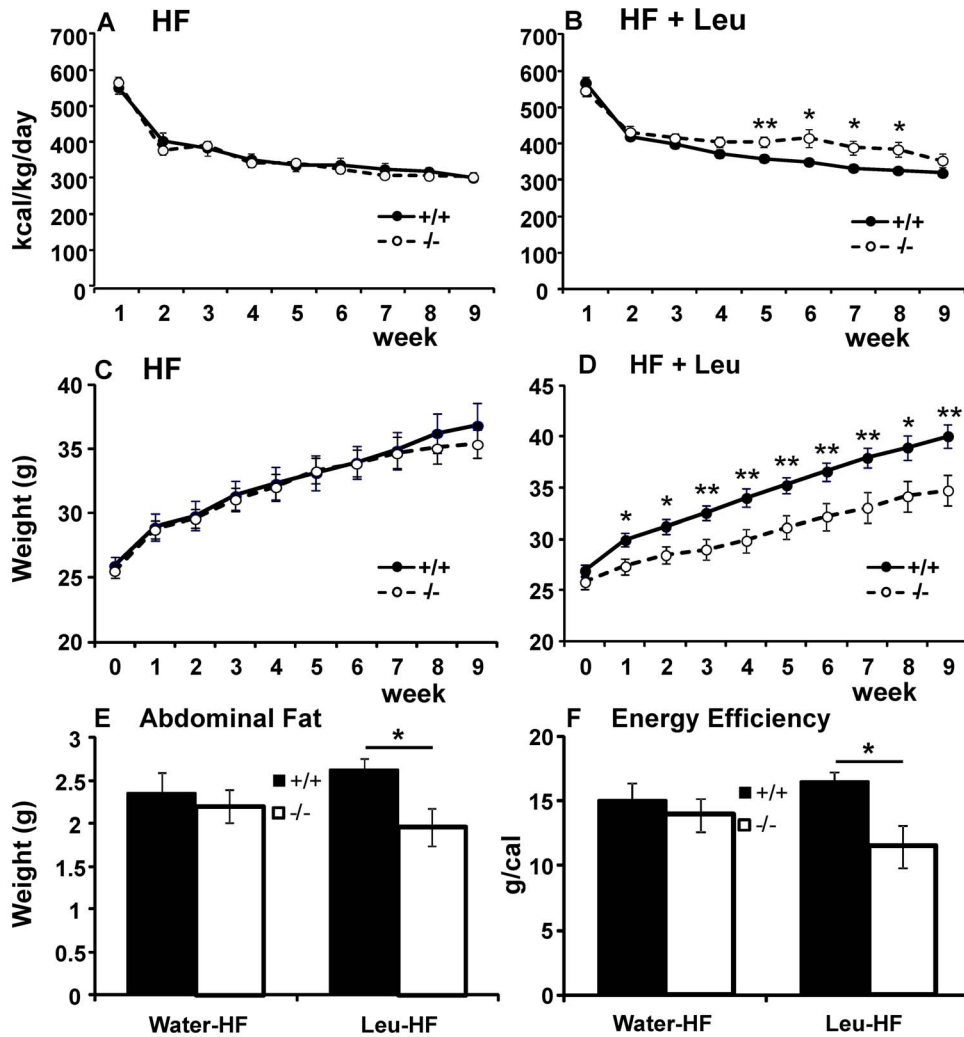 A HF
700
600
500
400
300
200
100
0
kcal/kg/day
+/+
-/-
1 2 3 4 5 6 7 8 9
week
B HF + Leu
700
600
500
400
300
200
100
0
** * * *
+/+
-/-
1 2 3 4 5 6 7 8 9
week
C HF
40
35
30
25
20
Weight (g)
+/+
-/-
0 1 2 3 4 5 6 7 8 9
week
D HF + Leu
45
40
35
30
25
20
* * ** ** ** ** ** * **
+/+
-/-
0 1 2 3 4 5 6 7 8 9
week
E Abdominal Fat
3
2.5
2
1.5
1
0.5
0
Weight (g)
*
+/+
-/-
Water-HF Leu-HF
F Energy Efficiency
20
15
10
5
0
g/cal
*
+/+
-/-
Water-HF Leu-HF